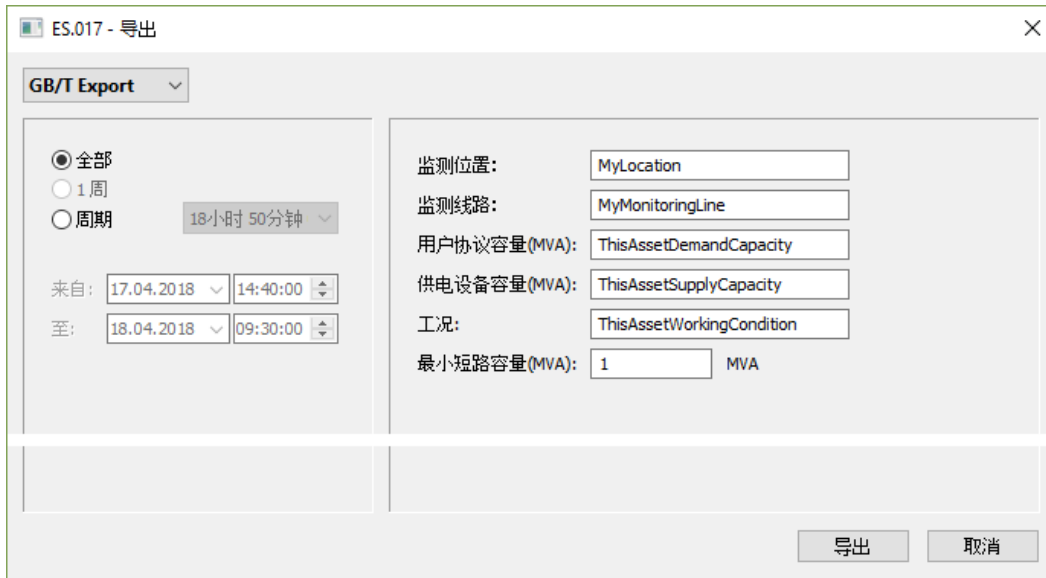 ES.017 - 导出
GB/T Export
全部
1 周
周期
18小时 50分钟
来自:
17.04.2018
14:40:00
至:
18.04.2018
09:30:00
监测位置:
MyLocation
监测线路:
MyMonitoringLine
用户协议容量(MVA):
ThisAssetDemandCapacity
供电设备容量(MVA):
ThisAssetSupplyCapacity
工况:
ThisAssetWorkingCondition
最小短路容量(MVA):
1
MVA
导出
取消